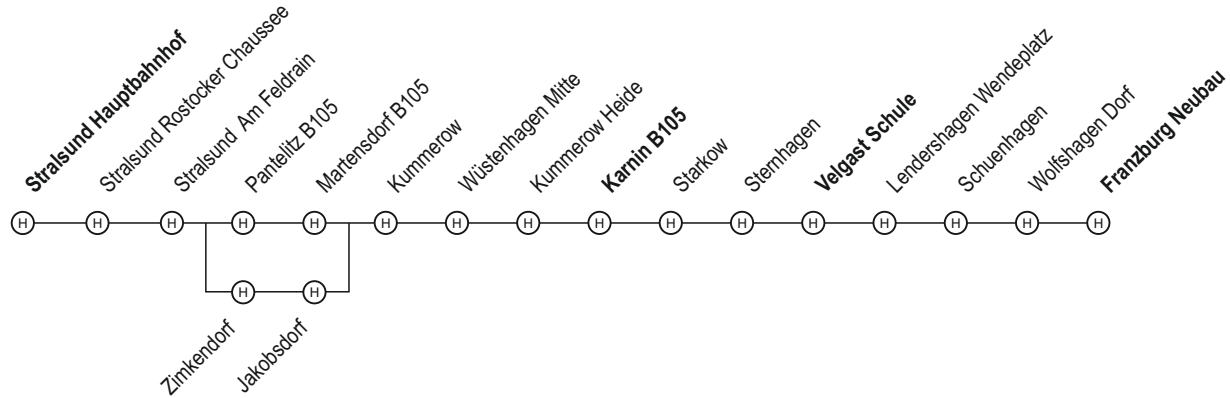 Stralsund Hauptbahnhof
Stralsund Rostocker Chaussee
Stralsund Am Feldrain
Pantelitz B105
Martensdorf B105
Kummerow
Wüstenhagen Mitte
Kummerow Heide
Karnin B105
Starkow
Sternhagen
Velgast Schule
Lendershagen Wendeplatz
Schuenhagen
Wolfshagen Dorf
Franzburg Neubau
H H H H H H H H H H H H H H H H
H H
Zimkendorf
Jakobsdorf